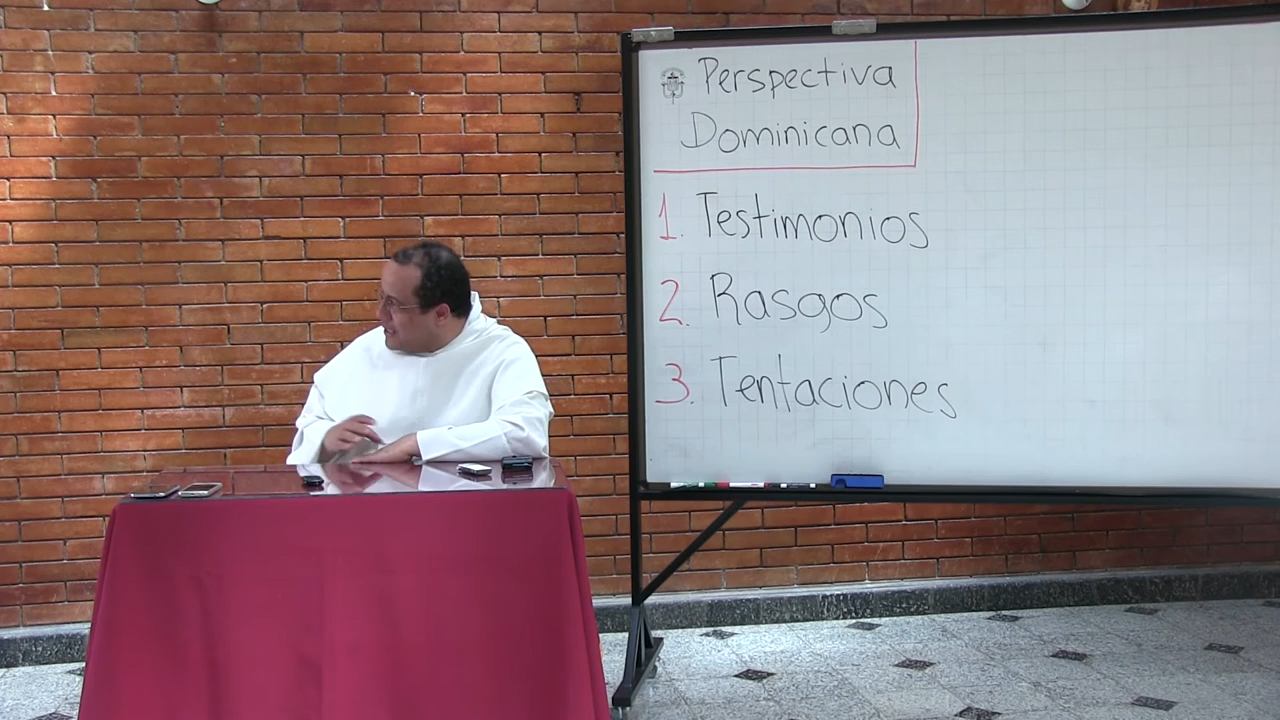 Perspectiva
Dominicana
1. Testimonios
2. Rasgos
3. Tentaciones